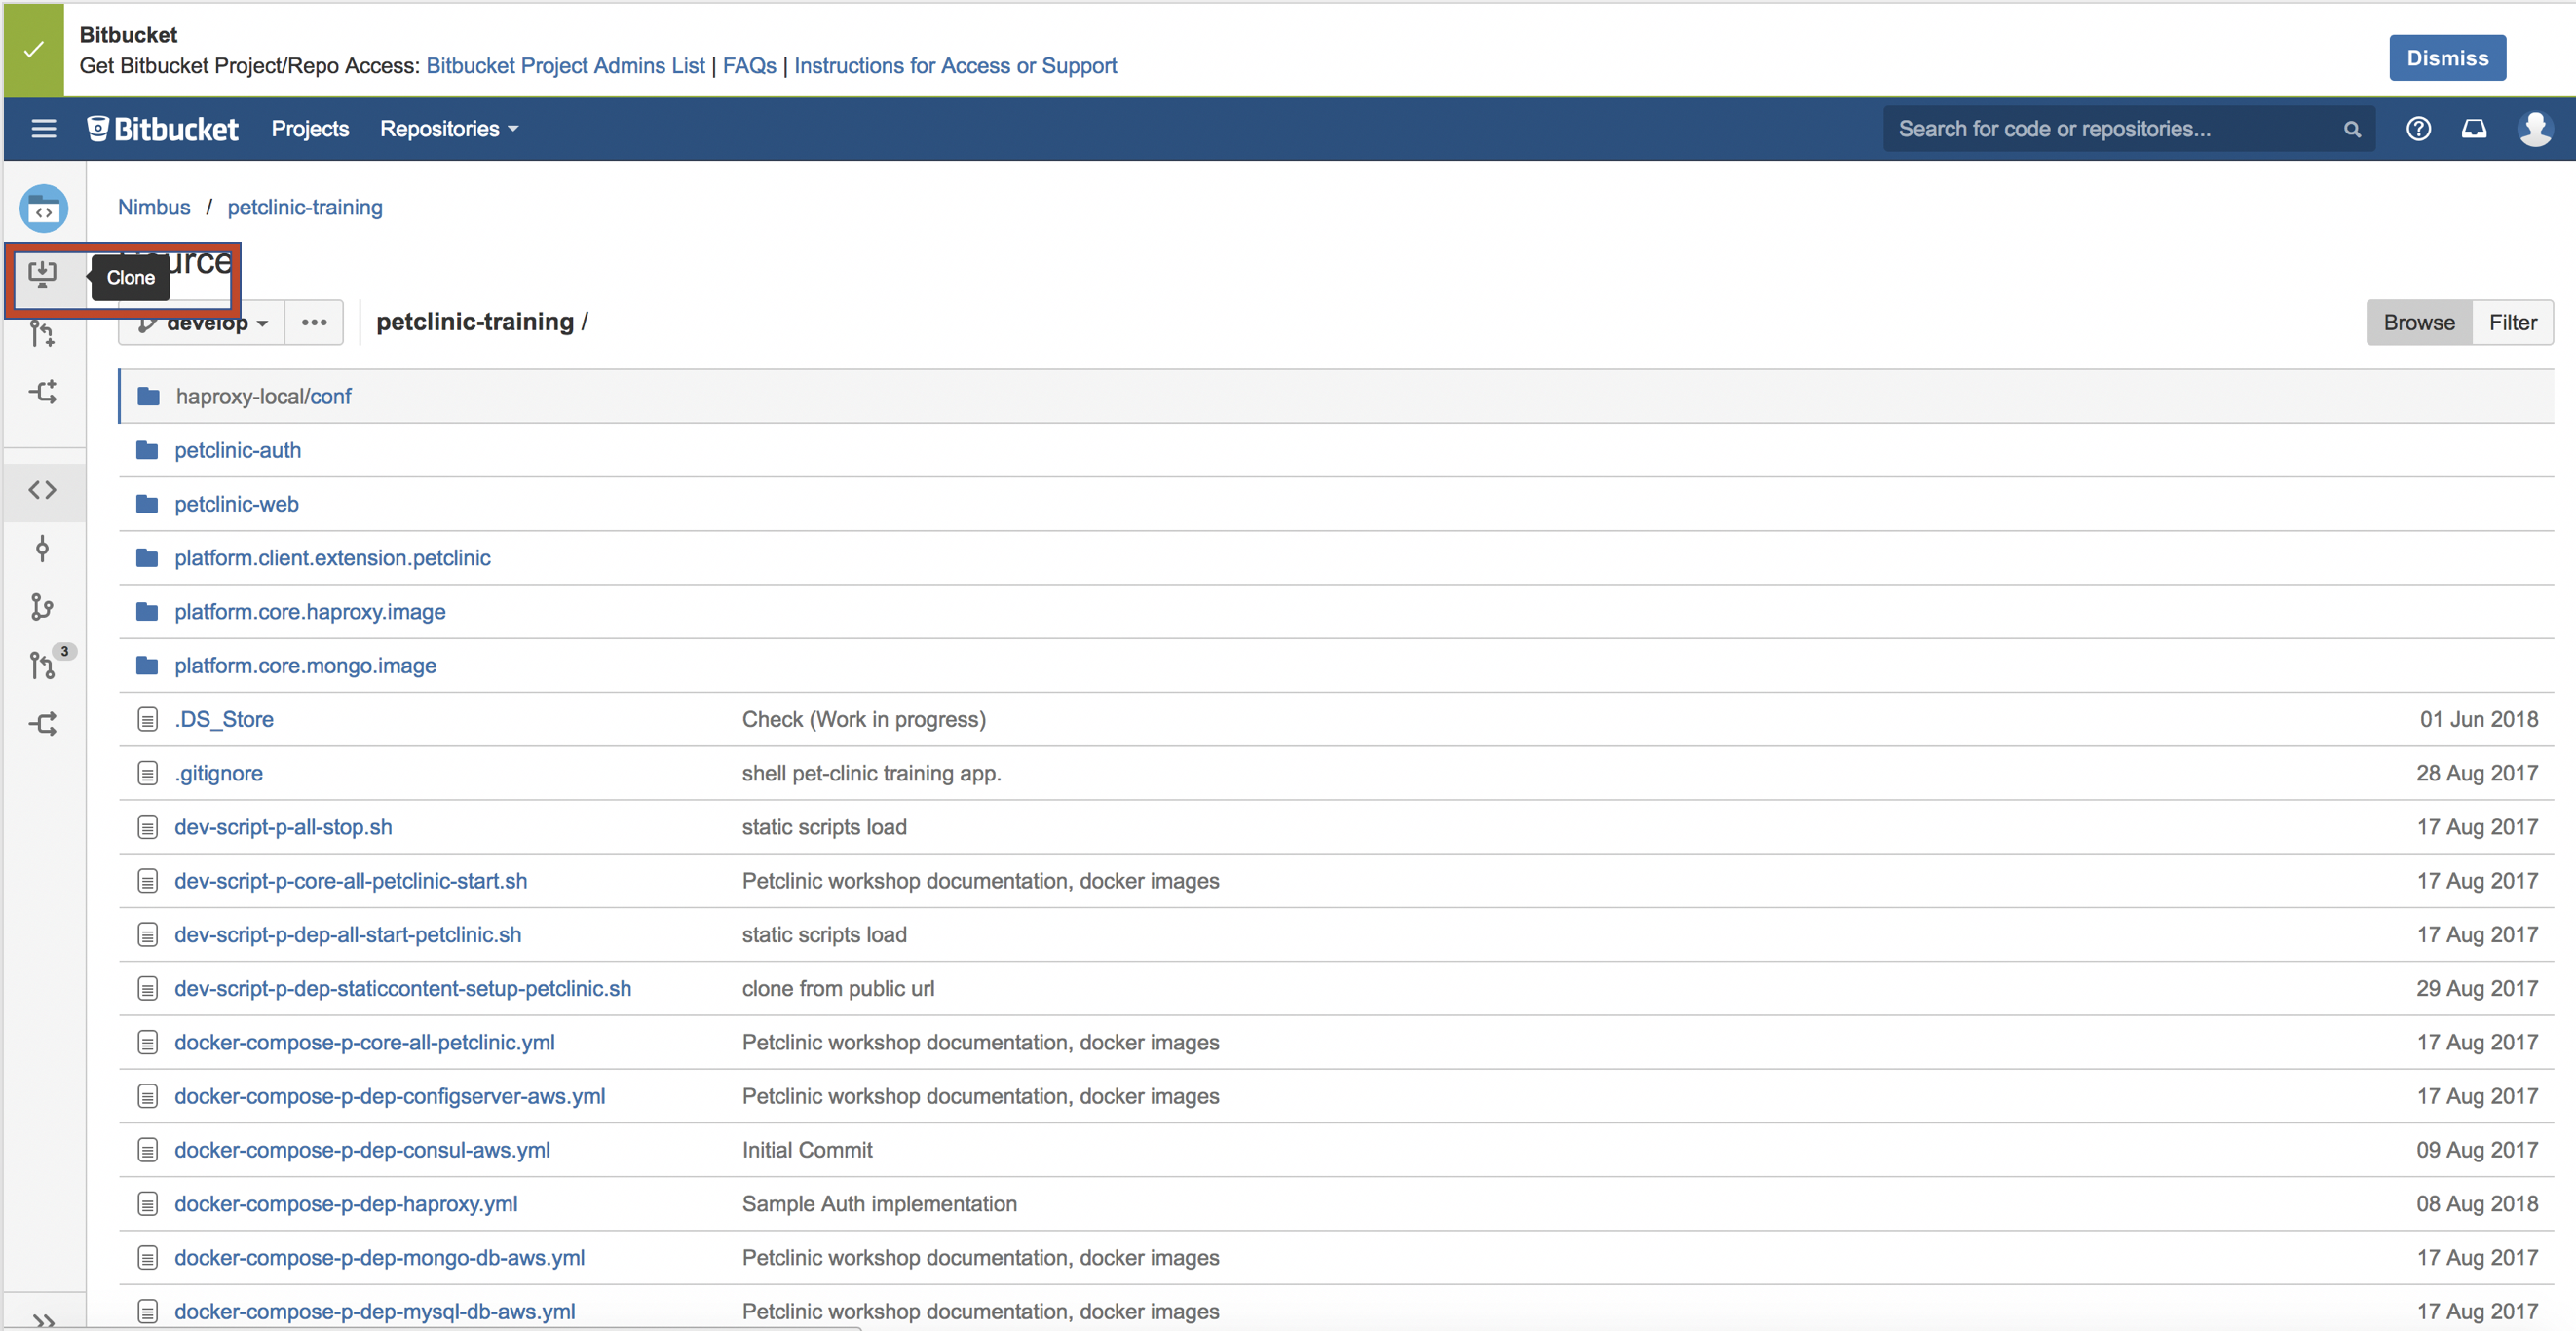 Bitbucket
Get Bitbucket Project/Repo Access: Bitbucket Project Admins List | FAQs | Instructions for Access or Support
Dismiss
Bitbucket Projects Repositories Search for code or repositories...
Nimbus / petclinic-training
Clone
develop ••• petclinic-training / Browse Filter
haproxy-local/conf
petclinic-auth
petclinic-web
platform.client.extension.petclinic
platform.core.haproxy.image
3
platform.core.mongo.image
.DS_Store Check (Work in progress) 01 Jun 2018
.gitignore shell pet-clinic training app. 28 Aug 2017
dev-script-p-all-stop.sh static scripts load 17 Aug 2017
dev-script-p-core-all-petclinic-start.sh Petclinic workshop documentation, docker images 17 Aug 2017
dev-script-p-dep-all-start-petclinic.sh static scripts load 17 Aug 2017
dev-script-p-dep-staticcontent-setup-petclinic.sh clone from public url 29 Aug 2017
docker-compose-p-core-all-petclinic.yml Petclinic workshop documentation, docker images 17 Aug 2017
docker-compose-p-dep-configserver-aws.yml Petclinic workshop documentation, docker images 17 Aug 2017
docker-compose-p-dep-consul-aws.yml Initial Commit 09 Aug 2017
docker-compose-p-dep-haproxy.yml Sample Auth implementation 08 Aug 2018
docker-compose-p-dep-mongo-db-aws.yml Petclinic workshop documentation, docker images 17 Aug 2017
docker-compose-p-dep-mysql-db-aws.yml Petclinic workshop documentation, docker images 17 Aug 2017